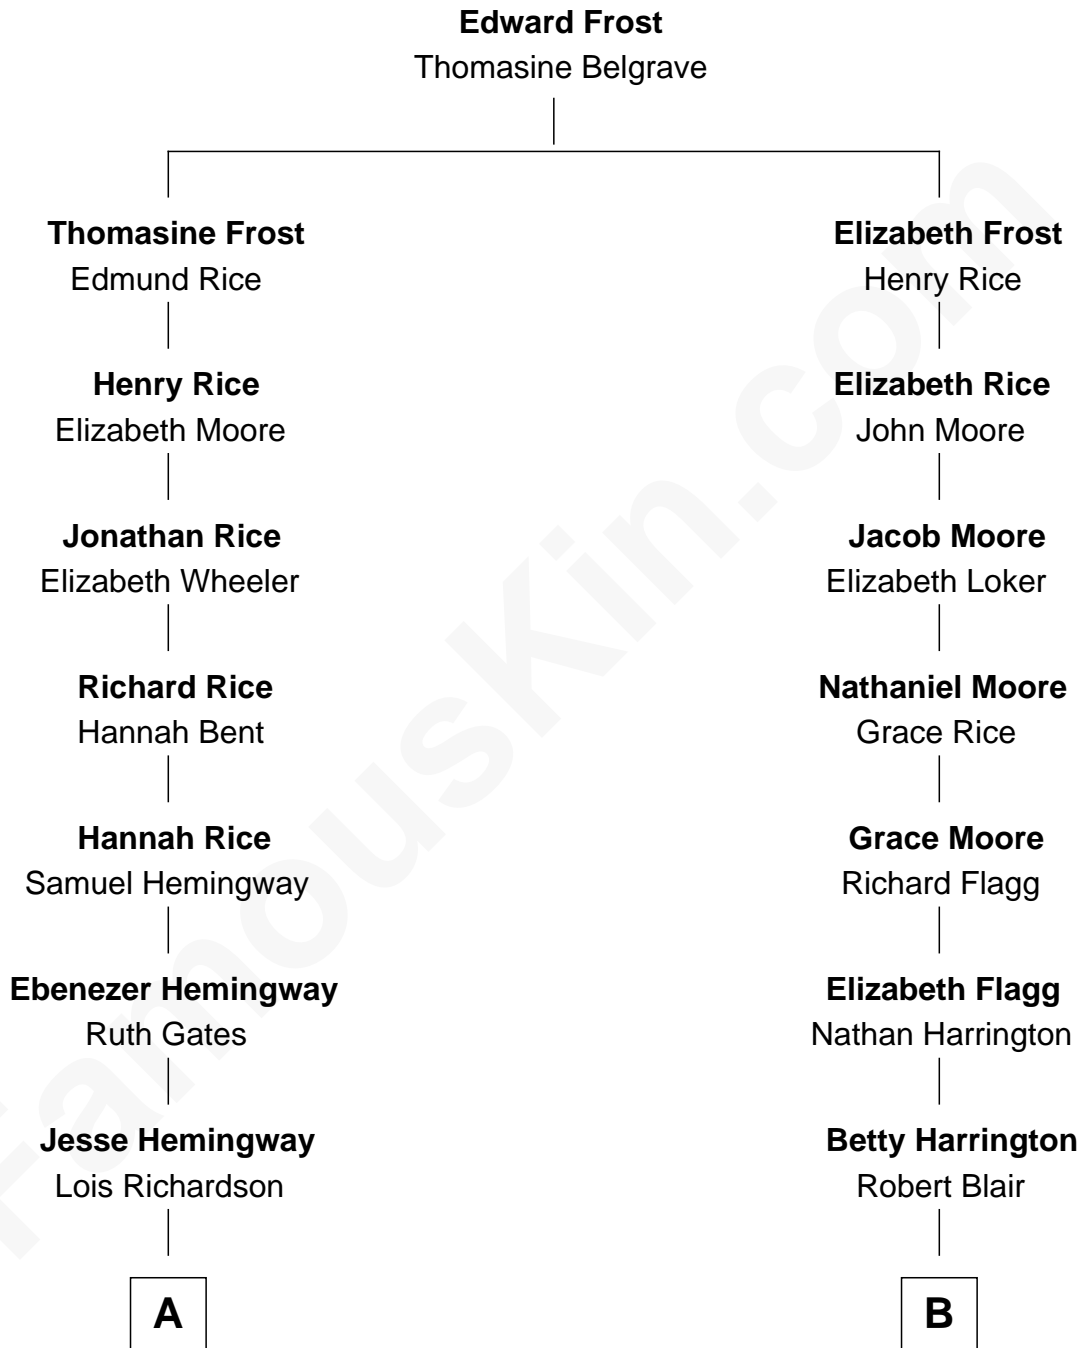 Edward Frost
Thomasine Belgrave
Thomasine Frost
Edmund Rice
Elizabeth Frost
Henry Rice
Henry Rice
Elizabeth Moore
Elizabeth Rice
John Moore
Jonathan Rice
Elizabeth Wheeler
Jacob Moore
Elizabeth Loker
Richard Rice
Hannah Bent
Nathaniel Moore
Grace Rice
Hannah Rice
Samuel Hemingway
Grace Moore
Richard Flagg
Ebenezer Hemingway
Ruth Gates
Elizabeth Flagg
Nathan Harrington
Jesse Hemingway
Lois Richardson
Betty Harrington
Robert Blair
A
B
FamousKin.com